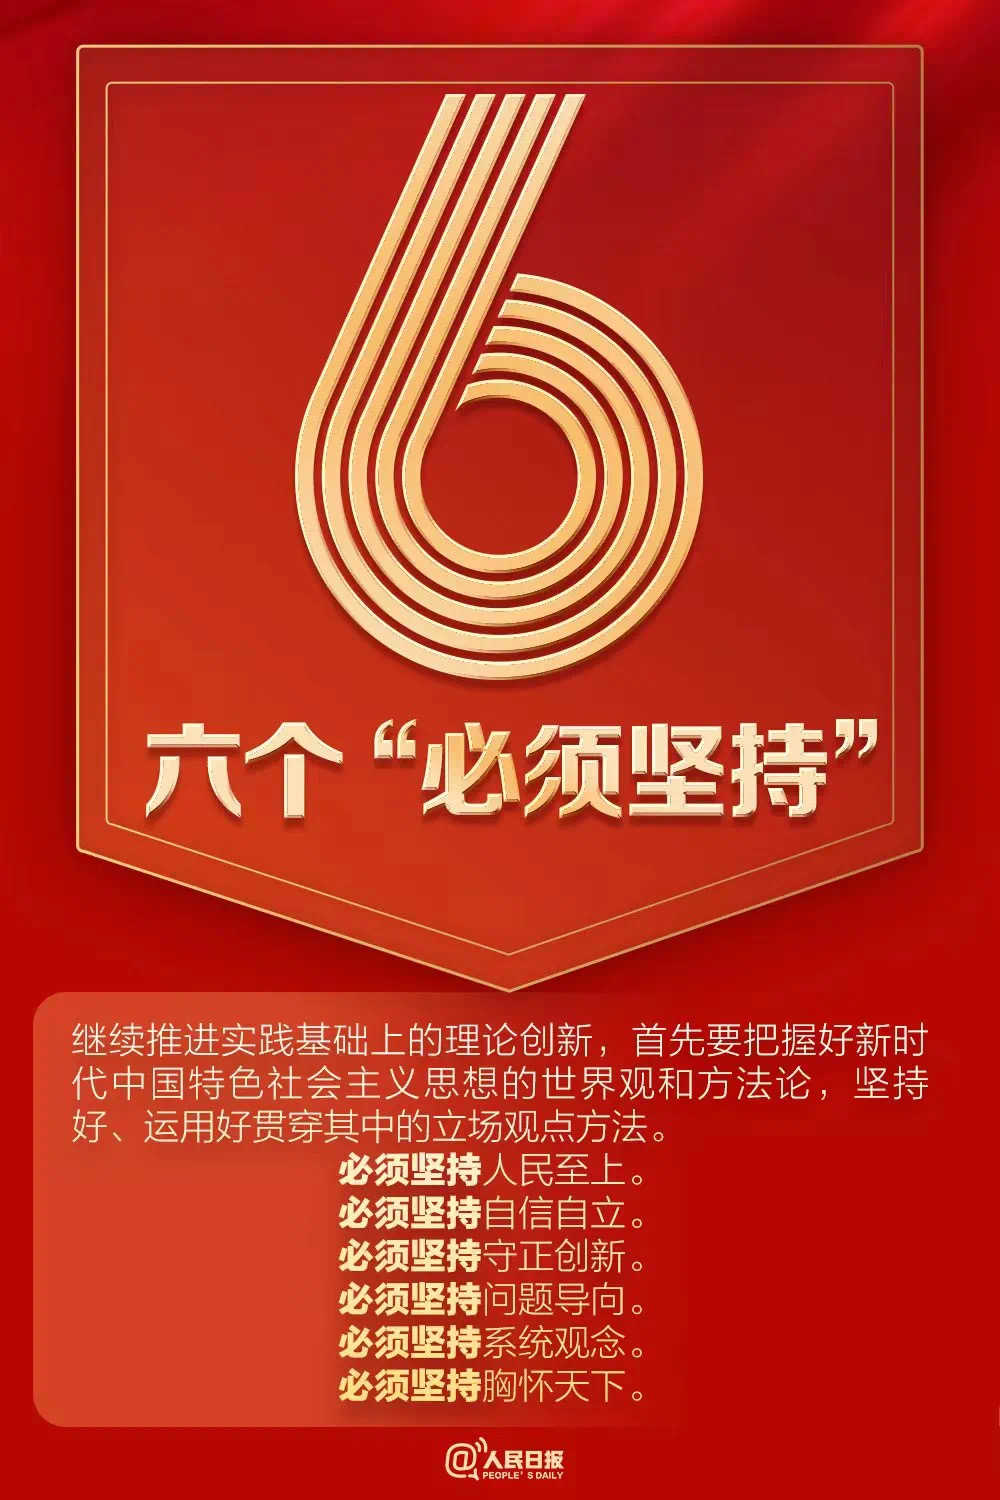 6
六个“必须坚持”
继续推进实践基础上的理论创新，首先要把握好新时
代中国特色社会主义思想的世界观和方法论，坚持
好、运用好贯穿其中的立场观点方法。
必须坚持人民至上。
必须坚持自信自立。
必须坚持守正创新。
必须坚持问题导向。
必须坚持系统观念。
必须坚持胸怀天下。
@人民日报
PEOPLE'S DAILY